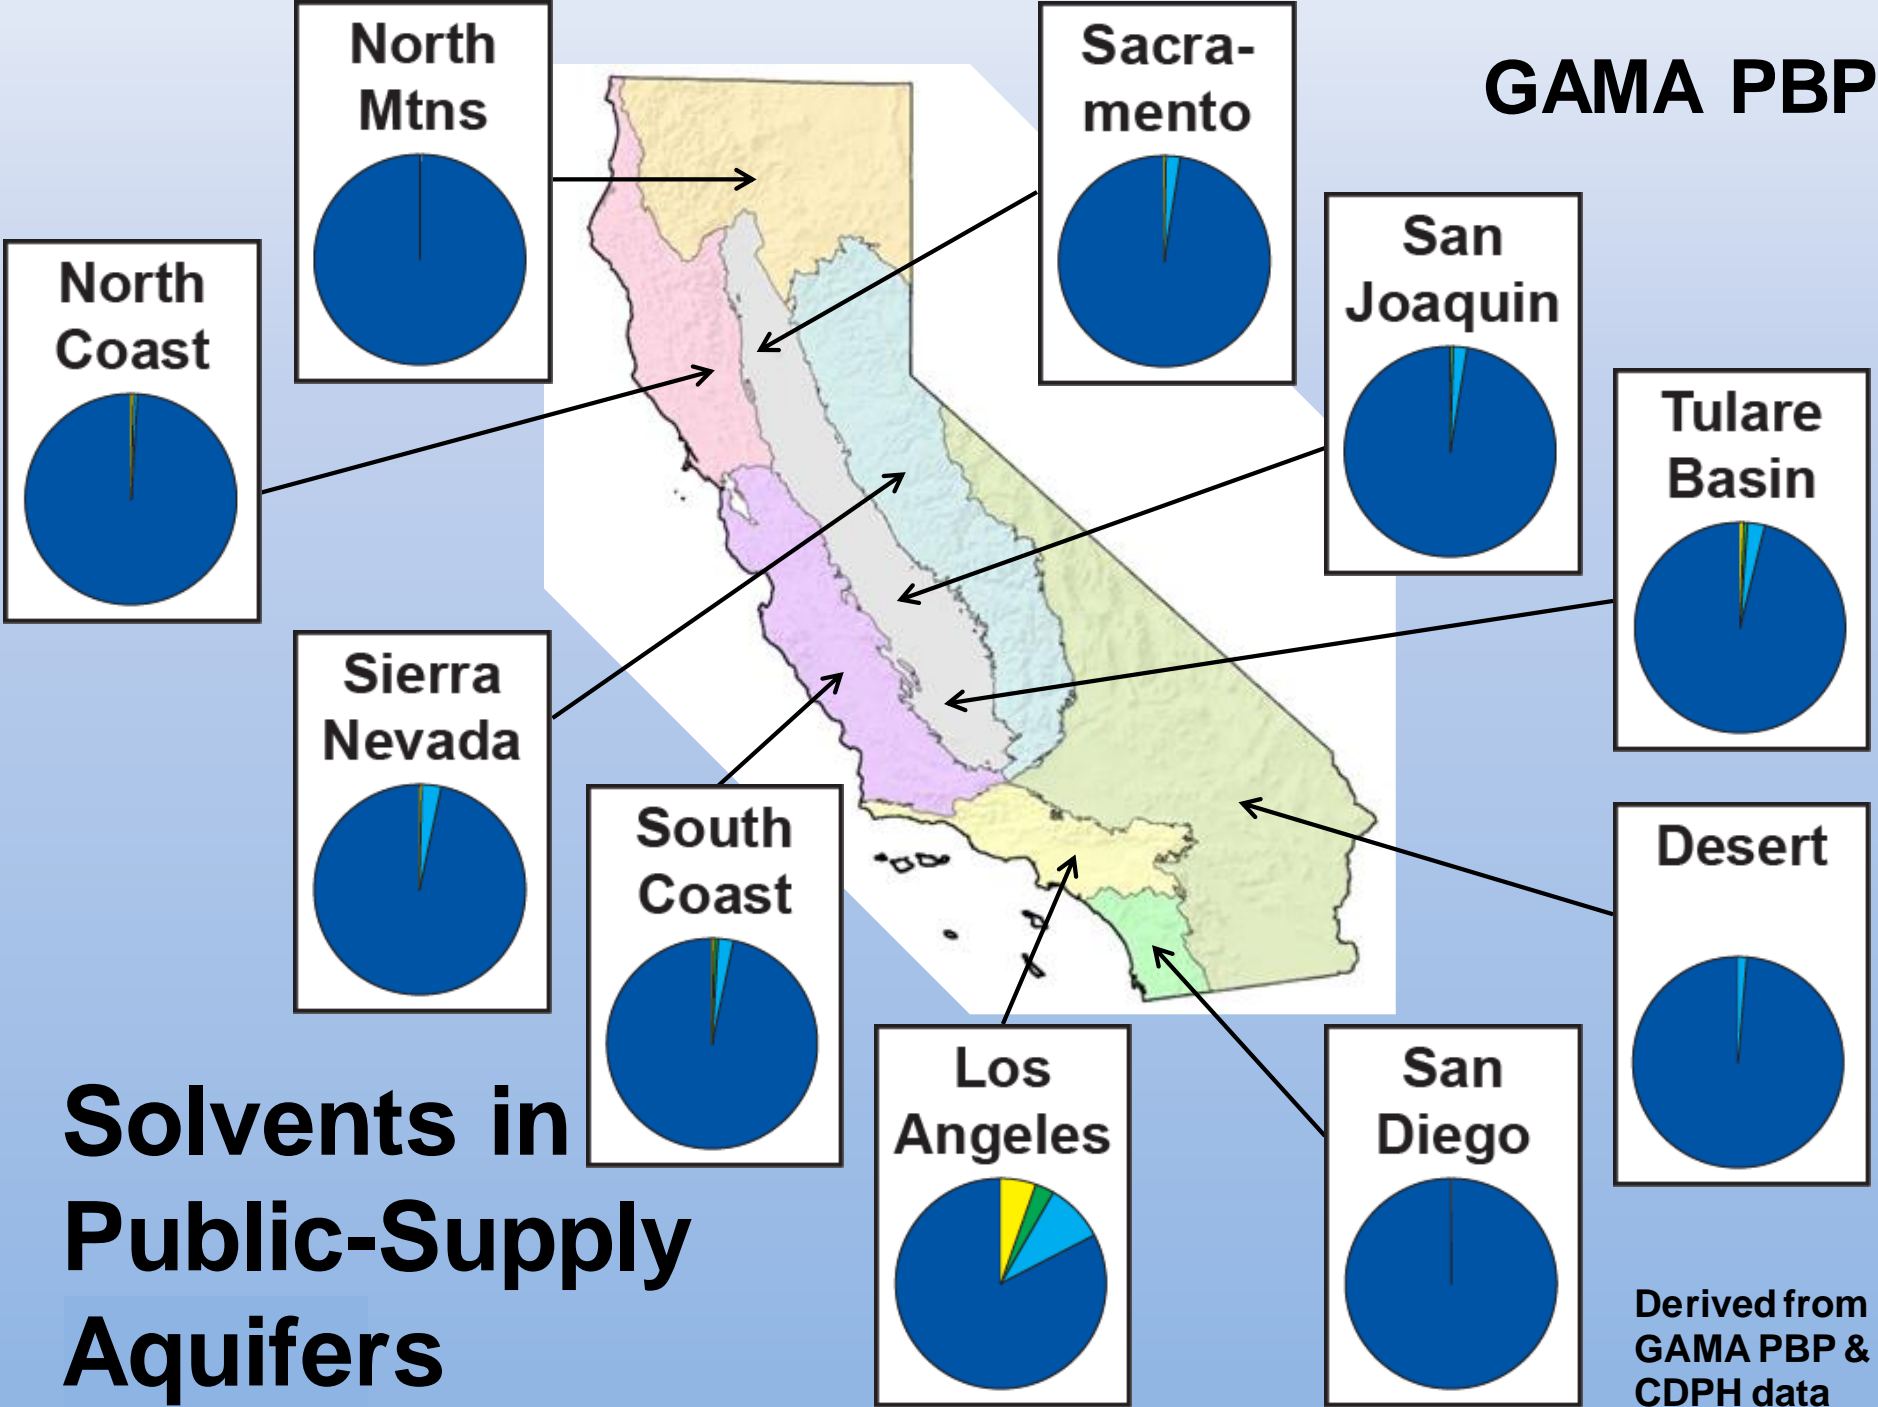 North
Mtns
Sacra-
mento
GAMA PBP
San
Joaquin
North
Coast
Tulare
Basin
Sierra
Nevada
South
Coast
Desert
Los
Angeles
San
Diego
Solvents in
Public-Supply
Aquifers
Derived from
GAMA PBP &
CDPH data